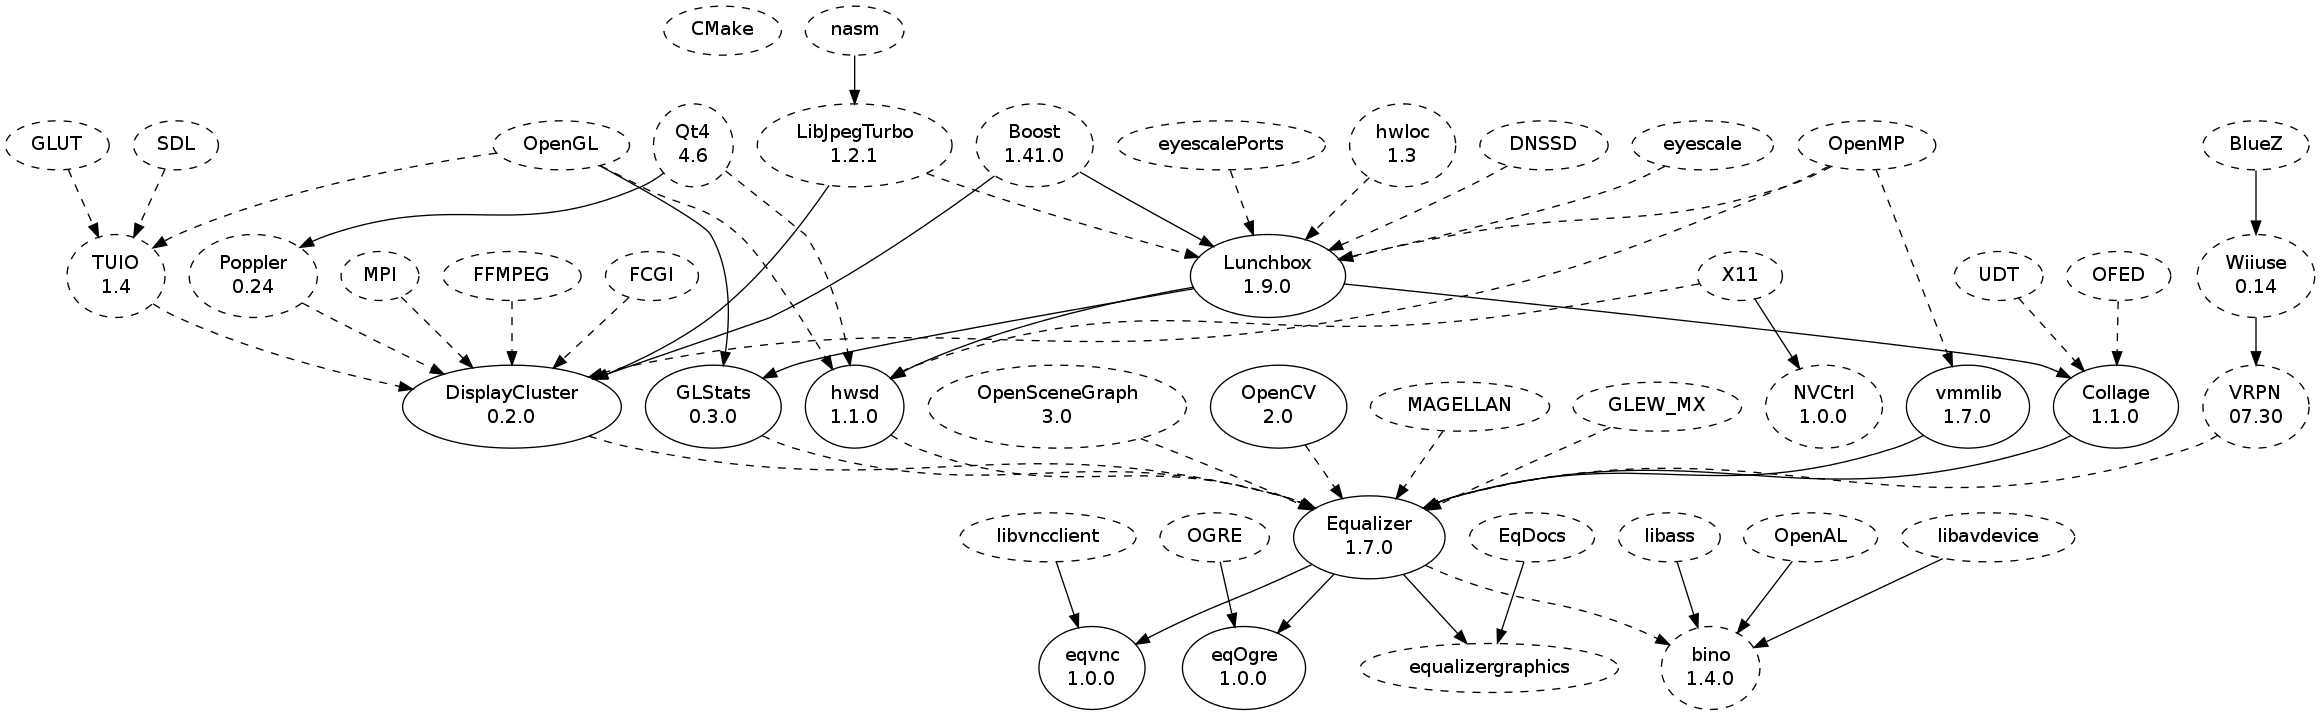 CMake
nasm
GLUT
SDL
OpenGL
Qt4
4.6
LibJpegTurbo
1.2.1
Boost
1.41.0
eyescalePorts
hwloc
1.3
DNSSD
eyescale
OpenMP
BlueZ
TUIO
1.4
Poppler
0.24
MPI
FFMPEG
FCGI
Lunchbox
1.9.0
X11
UDT
OFED
Wiiuse
0.14
DisplayCluster
0.2.0
GLStats
0.3.0
hwsd
1.1.0
OpenSceneGraph
3.0
OpenCV
2.0
MAGELLAN
GLEW_MX
NVCtrl
1.0.0
vmmlib
1.7.0
Collage
1.1.0
VRPN
07.30
libvncclient
OGRE
Equalizer
1.7.0
EqDocs
libass
OpenAL
libavdevice
eqvnc
1.0.0
eqOgre
1.0.0
equalizergraphics
bino
1.4.0